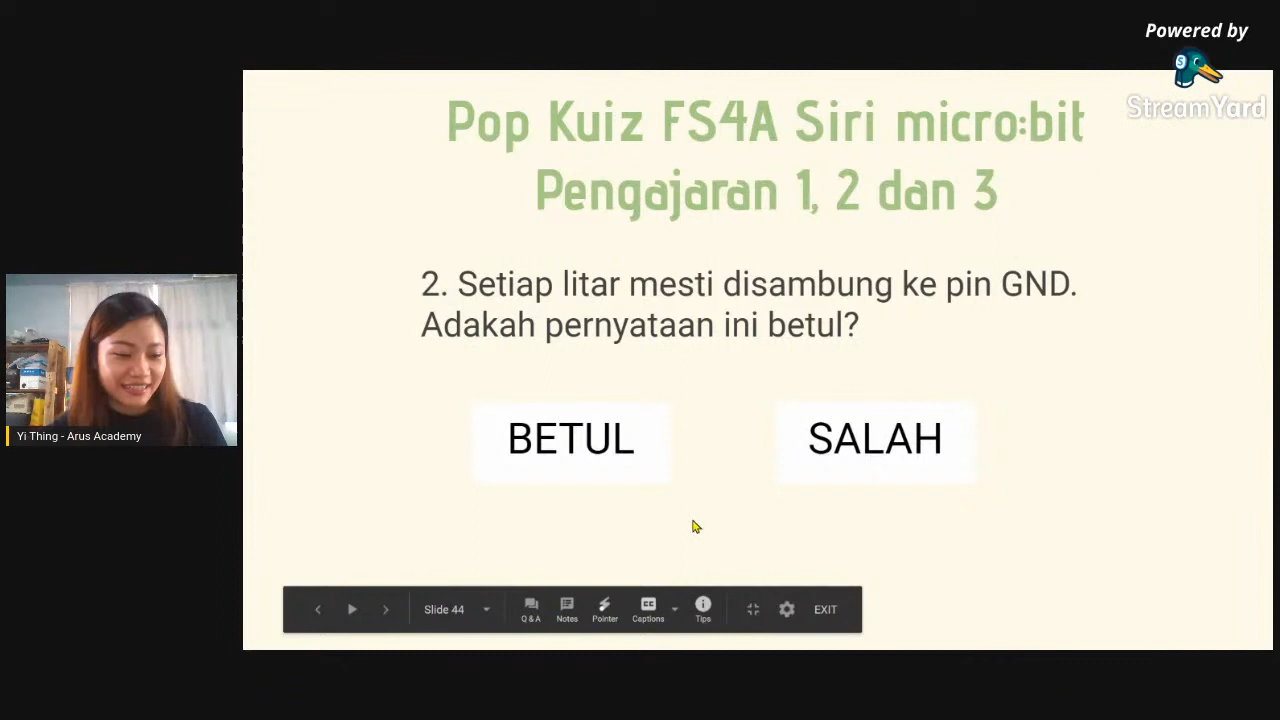 Powered by
StreamYard
Pop Kuiz FS4A Siri micro:bit
Pengajaran 1, 2 dan 3
2. Setiap litar mesti disambung ke pin GND.
Adakah pernyataan ini betul?
BETUL
SALAH
Yi Thing - Arus Academy
Slide 44
Q & A
Notes
Pointer
CC
Captions
Tips
EXIT